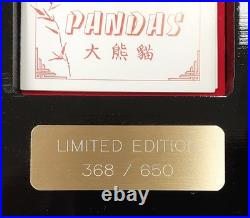 PANDAS
大熊貓
LIMITED EDITION
368 / 650